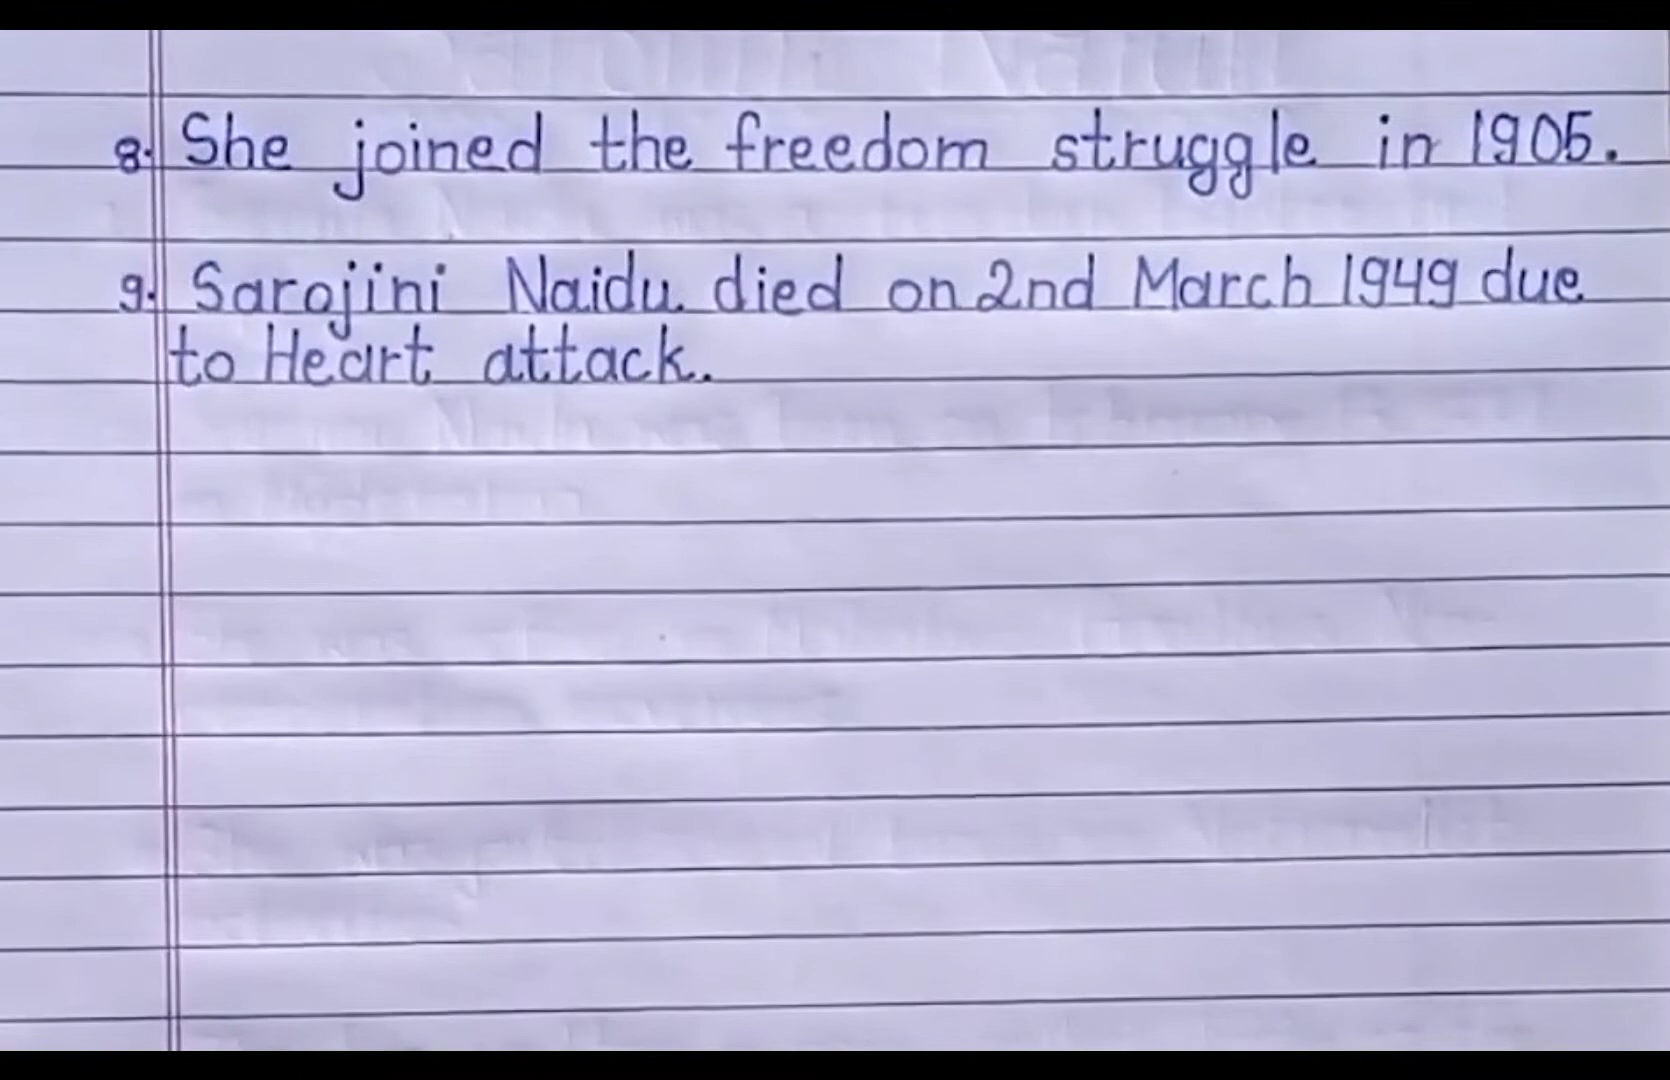 8. She joined the freedom struggle in 1905.
9. Sarojini Naidu died on 2nd March 1949 due
to Heart attack.